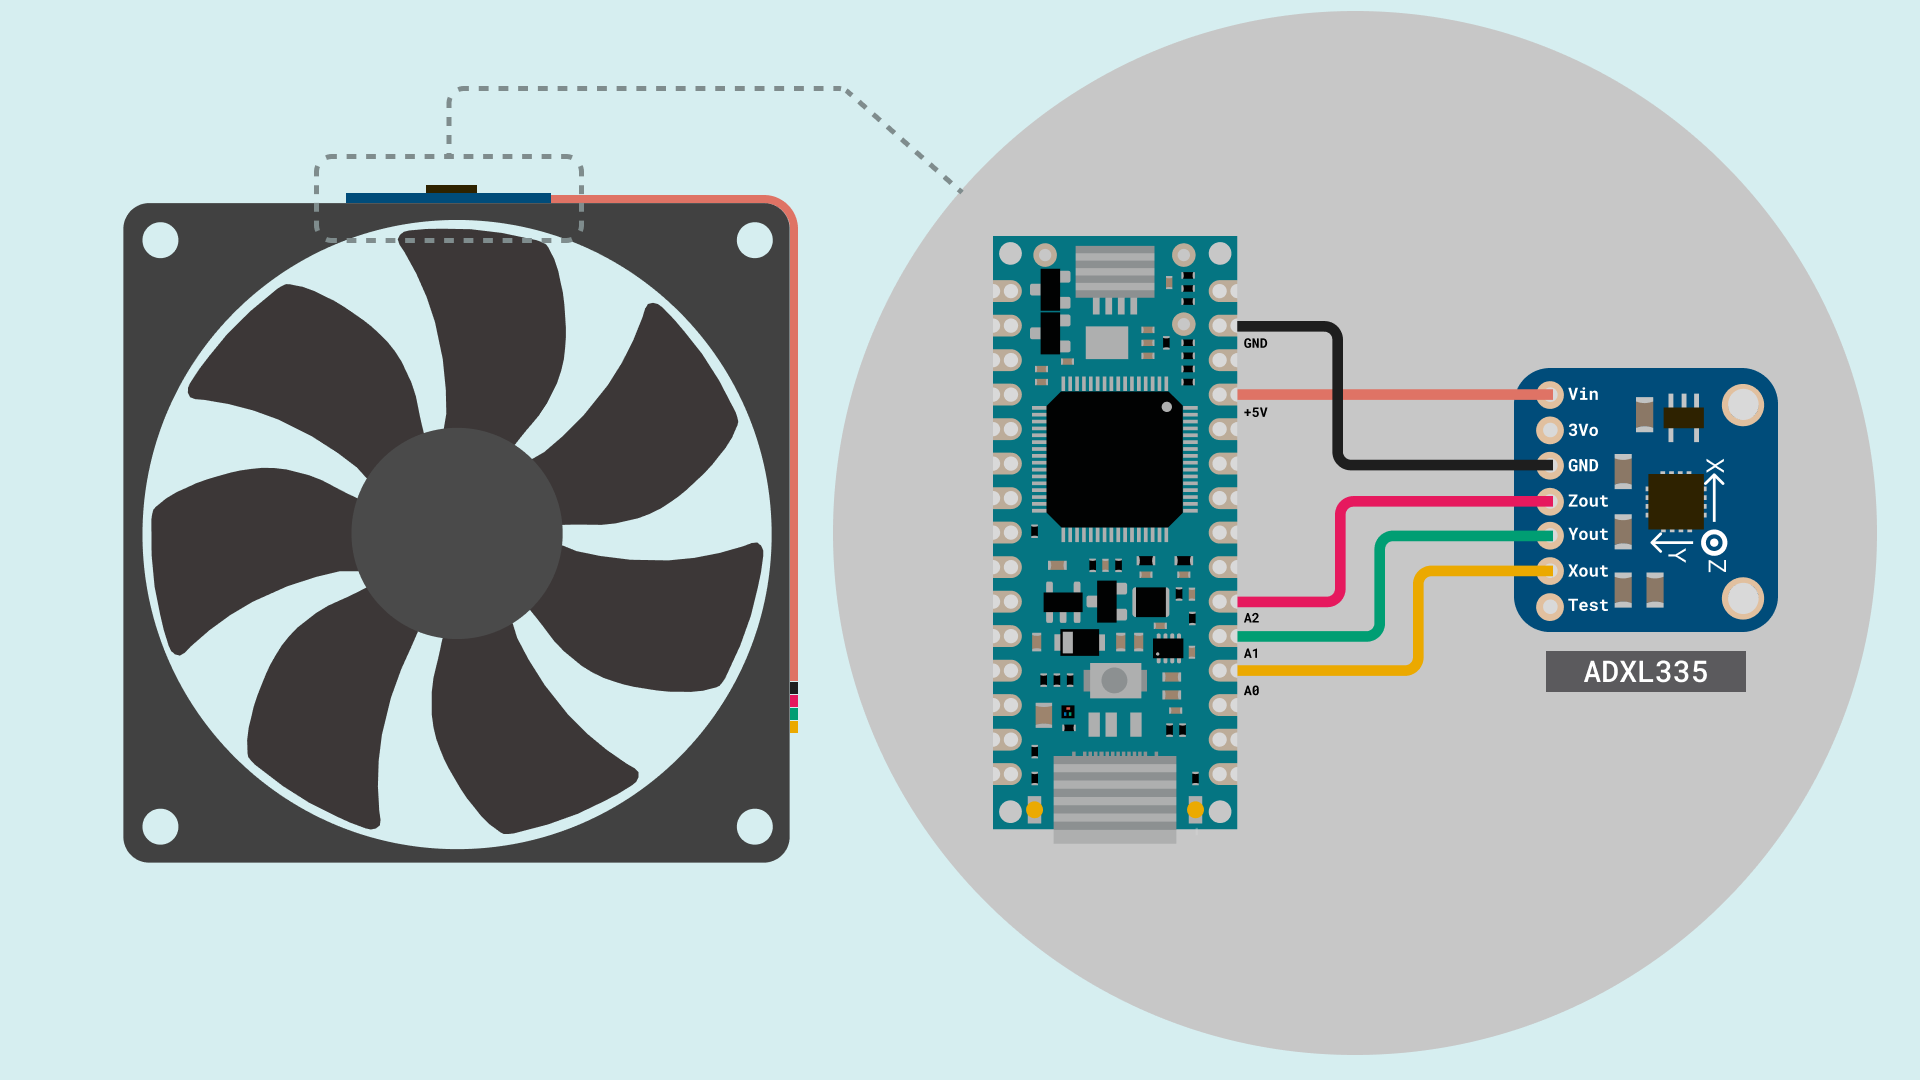 GND
+5V
A2
A1
A0
Vin
3Vo
GND
Zout
Yout
Xout
Test
X
Y
Z
ADXL335